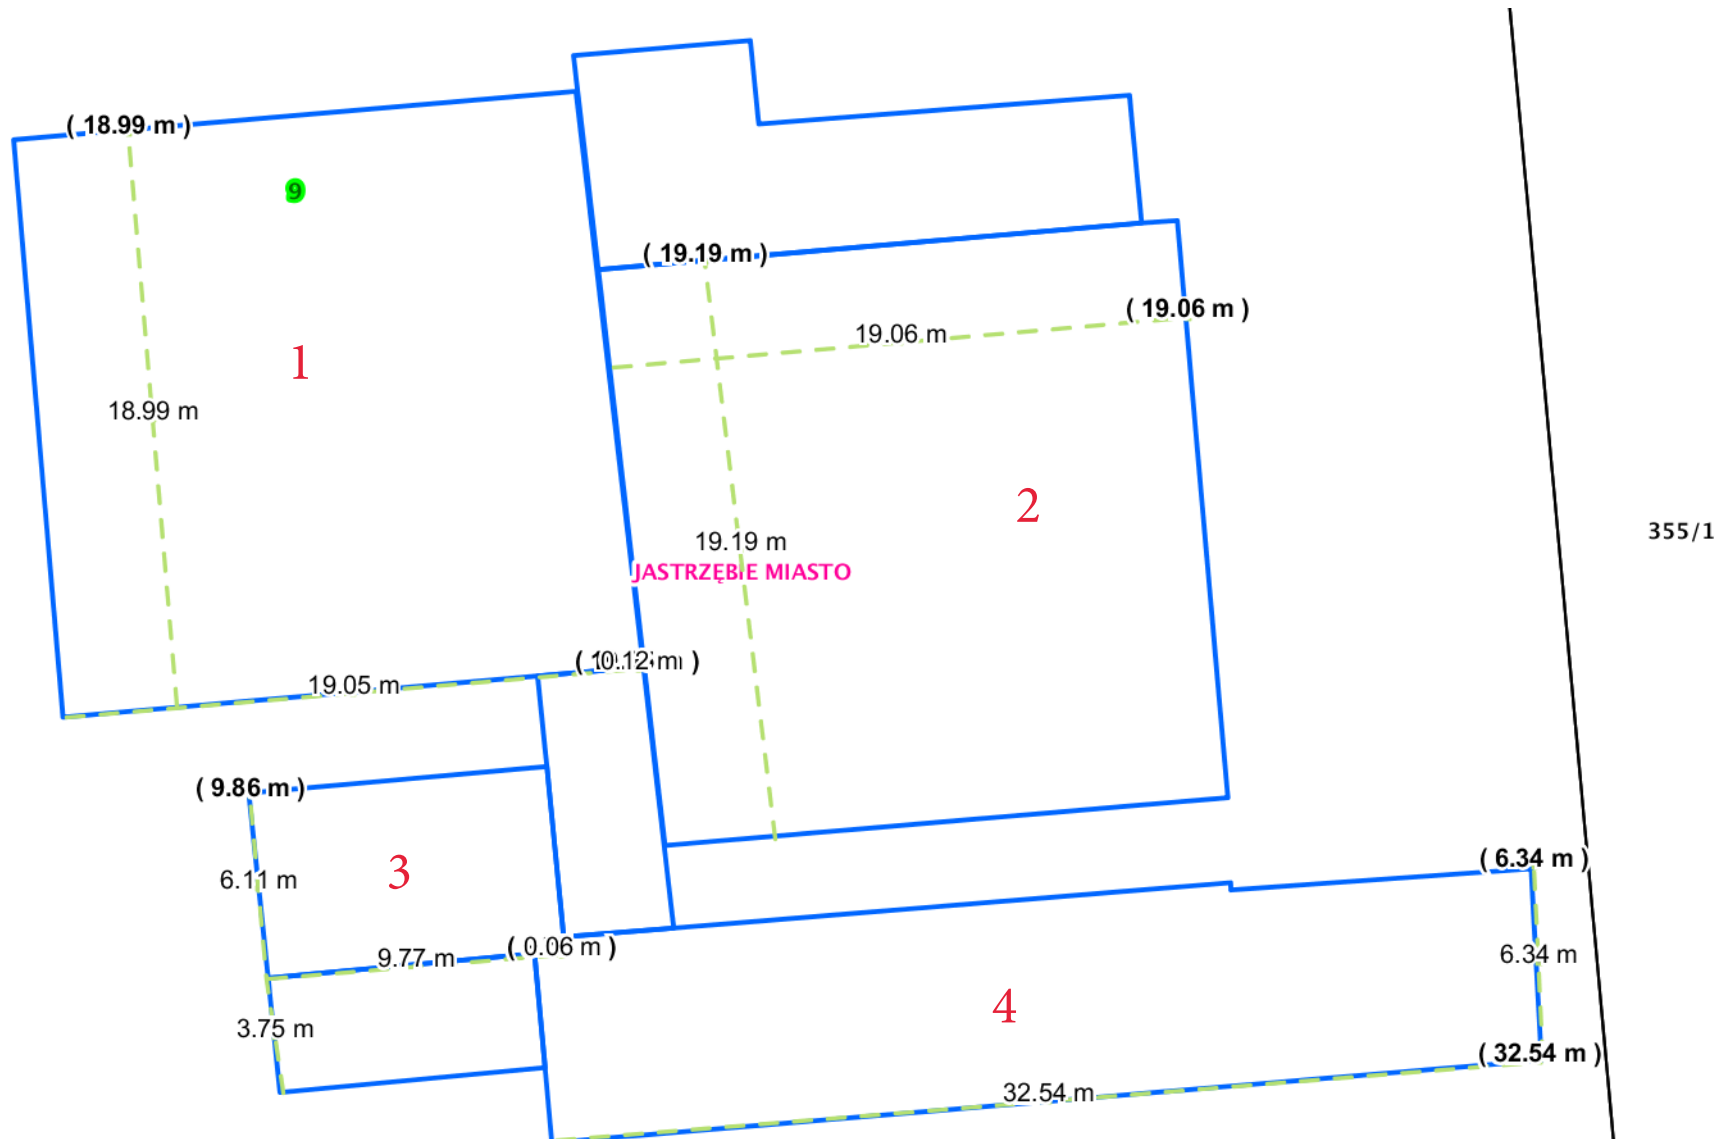 ( 18.99 m )
9
( 19.19 m )
( 19.06 m )
19.06 m
1
18.99 m
2
355/1
19.19 m
JASTRZĘBIE MIASTO
19.05 m
( 9.86 m )
6.11 m
3
( 6.34 m )
9.77 m
( 0.06 m )
6.34 m
4
3.75 m
( 32.54 m )
32.54 m